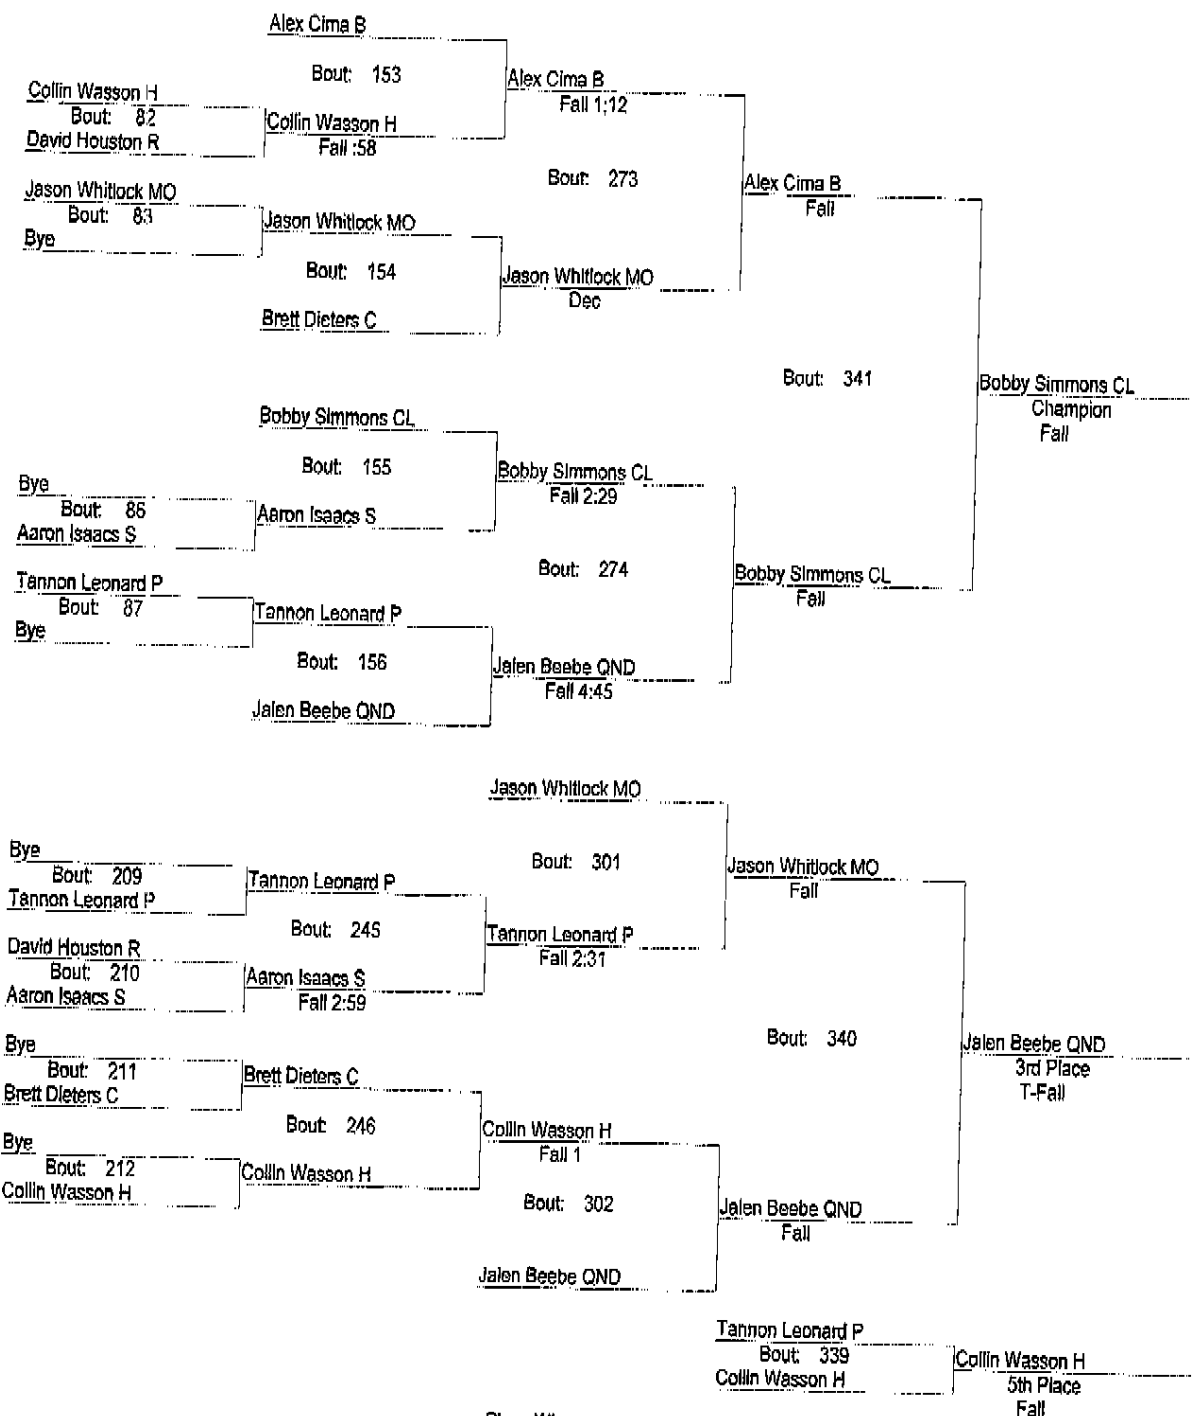 Alex Cima B
Bout: 153
Alex Cima B
Fall 1:12
Collin Wasson H
Bout: 82
Collin Wasson H
David Houston R
Fall :58
Bout: 273
Alex Cima B
Fall
Jason Whitlock MO
Bout: 83
Jason Whitlock MO
Bye
Bout: 154
Jason Whitlock MO
Dec
Brett Dieters C
Bout: 341
Bobby Simmons CL
Champion
Fall
Bobby Simmons CL
Bout: 155
Bobby Simmons CL
Fall 2:29
Bye
Bout: 86
Aaron Isaacs S
Aaron Isaacs S
Bout: 274
Bobby Simmons CL
Fall
Tannon Leonard P
Bout: 87
Tannon Leonard P
Bye
Bout: 156
Jalen Beebe QND
Fall 4:45
Jalen Beebe QND
Jason Whitlock MO
Bout: 301
Jason Whitlock MO
Fall
Bye
Bout: 209
Tannon Leonard P
Tannon Leonard P
Bout: 245
Tannon Leonard P
Fall 2:31
David Houston R
Bout: 210
Aaron Isaacs S
Aaron Isaacs S
Fall 2:59
Bout: 340
Jalen Beebe QND
3rd Place
T-Fall
Bye
Bout: 211
Brett Dieters C
Brett Dieters C
Bout: 246
Collin Wasson H
Fall 1
Bye
Bout: 212
Collin Wasson H
Collin Wasson H
Bout: 302
Jalen Beebe QND
Fall
Jalen Beebe QND
Tannon Leonard P
Bout: 339
Collin Wasson H
Collin Wasson H
5th Place
Fall